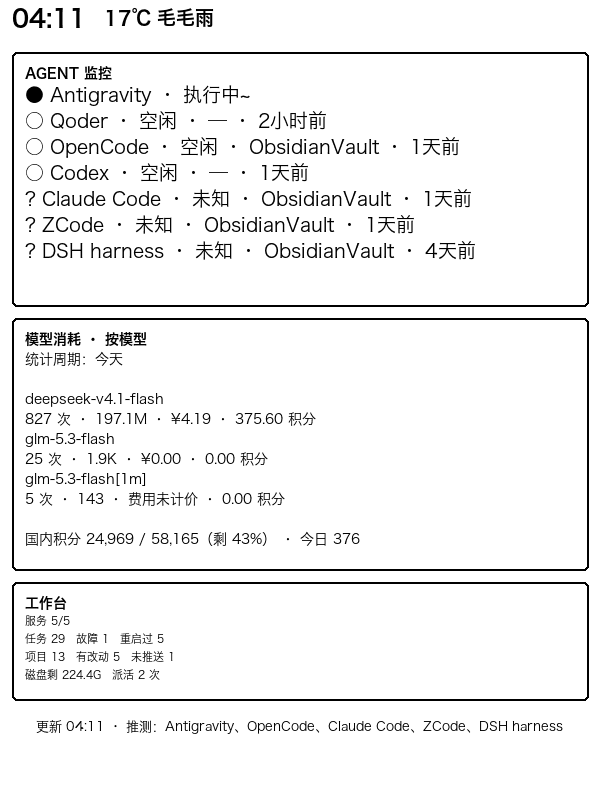 04:11 17℃ 毛毛雨
AGENT 监控
● Antigravity · 执行中~
○ Qoder · 空闲 · — · 2小时前
○ OpenCode · 空闲 · ObsidianVault · 1天前
○ Codex · 空闲 · — · 1天前
? Claude Code · 未知 · ObsidianVault · 1天前
? ZCode · 未知 · ObsidianVault · 1天前
? DSH harness · 未知 · ObsidianVault · 4天前
模型消耗 · 按模型
统计周期：今天
deepseek-v4.1-flash
827 次 · 197.1M · ¥4.19 · 375.60 积分
glm-5.3-flash
25 次 · 1.9K · ¥0.00 · 0.00 积分
glm-5.3-flash[1m]
5 次 · 143 · 费用未计价 · 0.00 积分
国内积分 24,969 / 58,165（剩 43%） · 今日 376
工作台
服务 5/5
任务 29 故障 1 重启过 5
项目 13 有改动 5 未推送 1
磁盘剩 224.4G 派活 2 次
更新 04:11 · 推测：Antigravity、OpenCode、Claude Code、ZCode、DSH harness